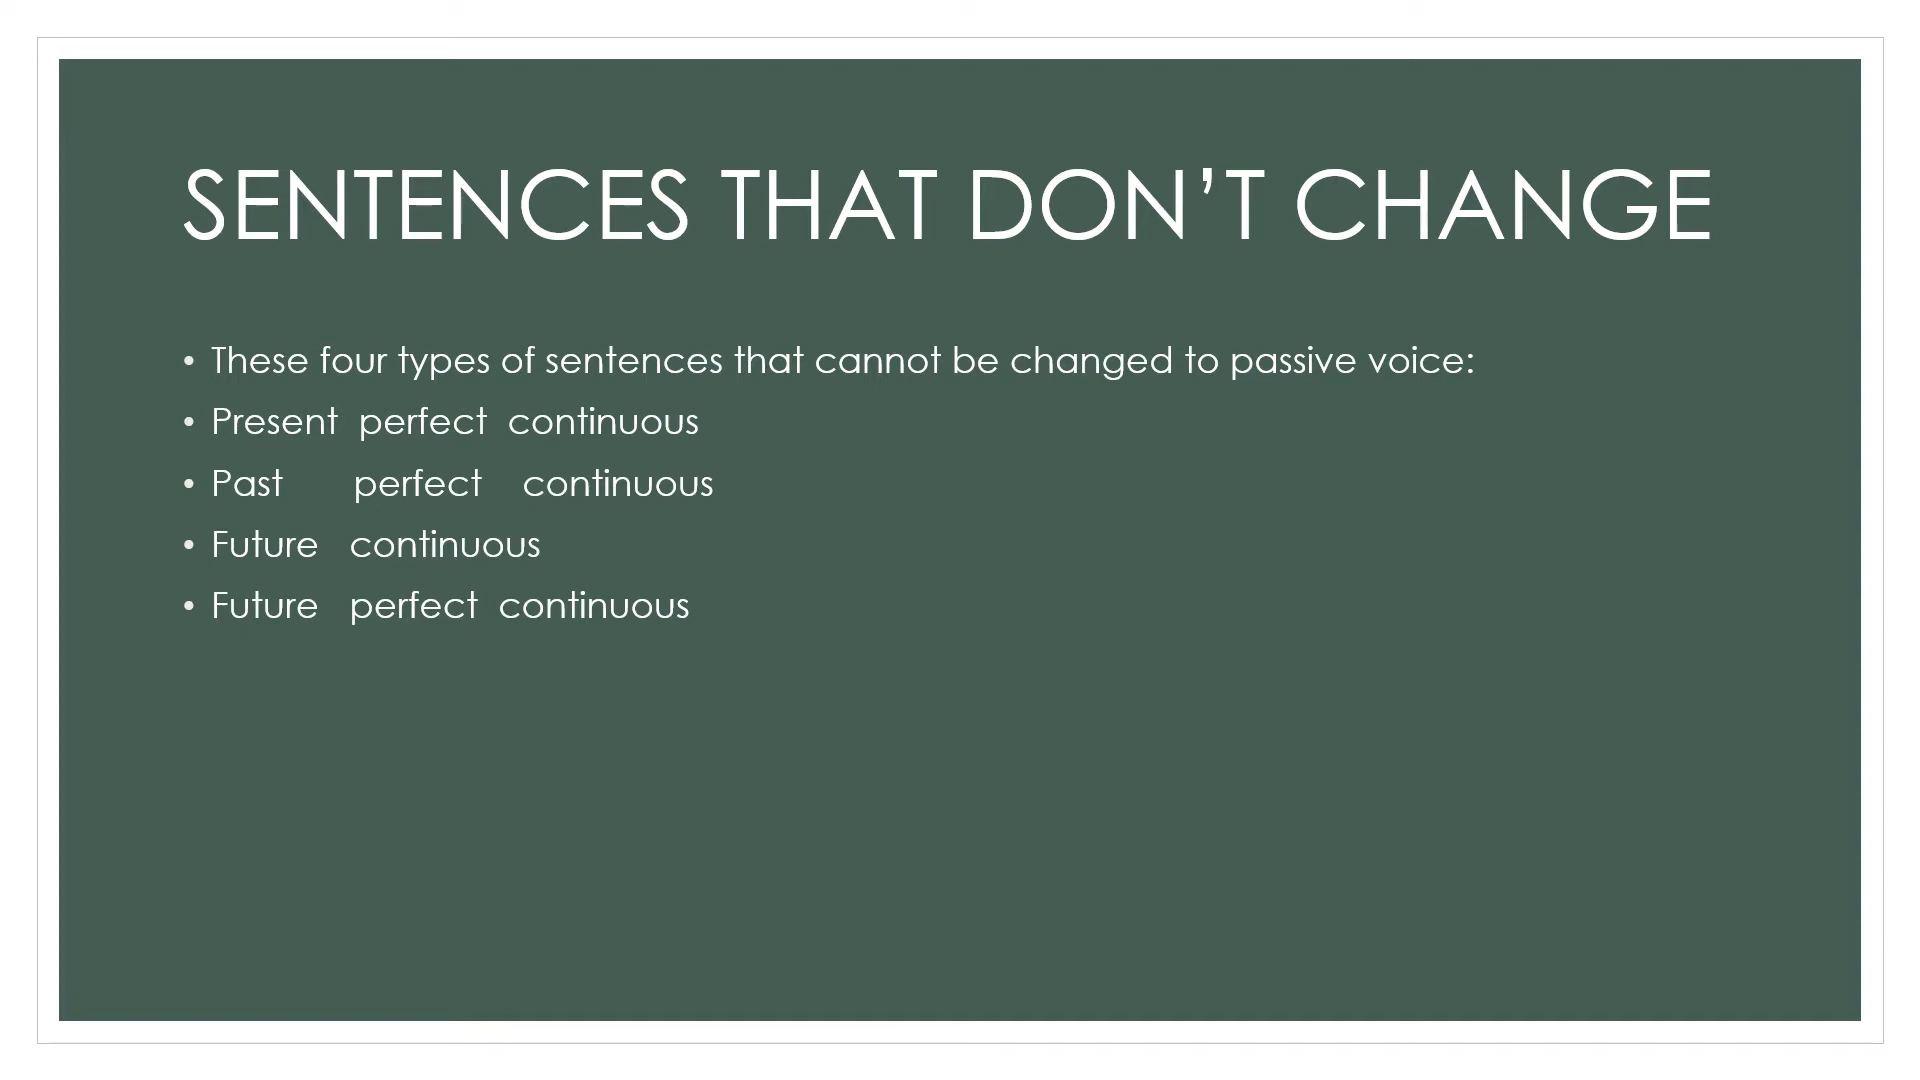 SENTENCES THAT DON’T CHANGE
• These four types of sentences that cannot be changed to passive voice:
• Present perfect continuous
• Past perfect continuous
• Future continuous
• Future perfect continuous